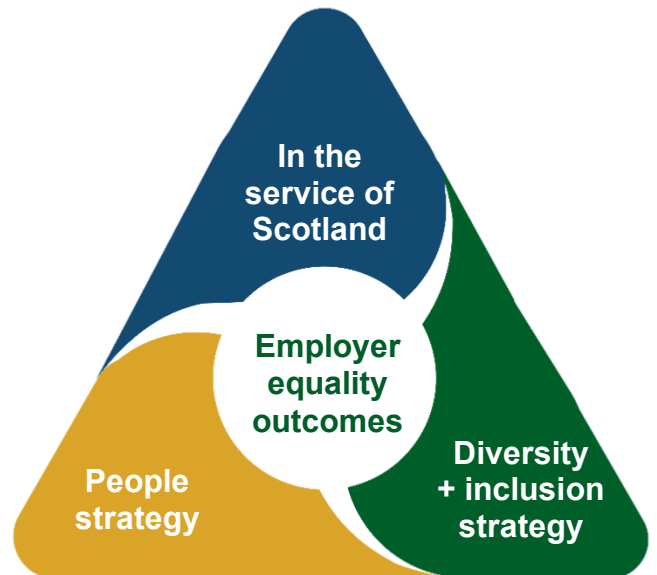 In the
service of
Scotland
Employer
equality
outcomes
People
strategy
Diversity
+ inclusion
strategy